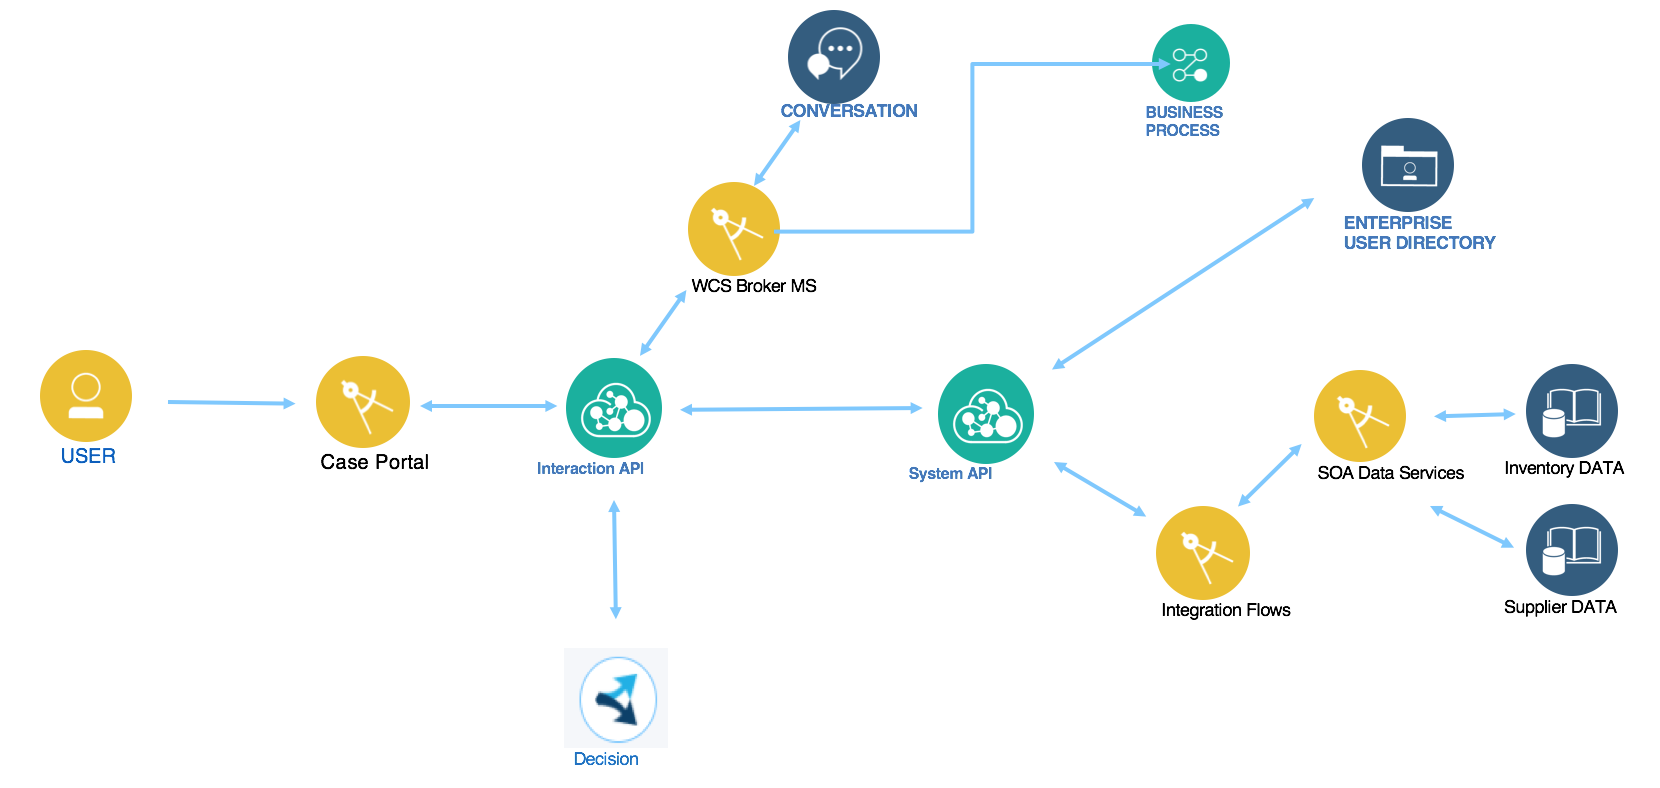 CONVERSATION
BUSINESS
PROCESS
ENTERPRISE
USER DIRECTORY
WCS Broker MS
USER
Case Portal
Interaction API
System API
SOA Data Services
Inventory DATA
Integration Flows
Supplier DATA
Decision